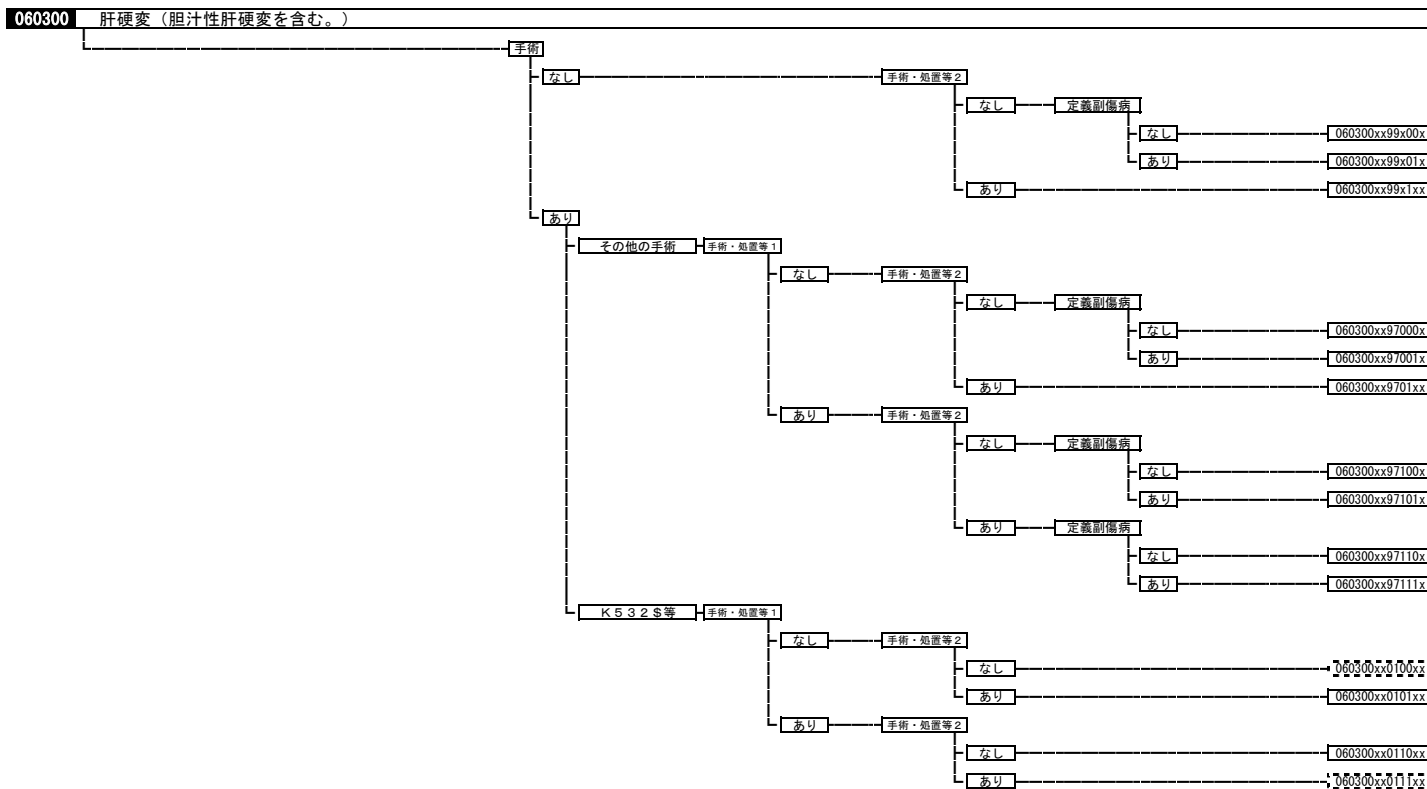 060300 肝硬変（胆汁性肝硬変を含む。）
手術
なし 手術・処置等２
なし 定義副傷病
なし 060300xx99x00x
あり 060300xx99x01x
あり 060300xx99x1xx
あり
その他の手術 手術・処置等１
なし 手術・処置等２
なし 定義副傷病
なし 060300xx97000x
あり 060300xx97001x
あり 060300xx9701xx
あり 手術・処置等２
なし 定義副傷病
なし 060300xx97100x
あり 060300xx97101x
あり 定義副傷病
なし 060300xx97110x
あり 060300xx97111x
Ｋ５３２＄等 手術・処置等１
なし 手術・処置等２
なし 060300xx0100xx
あり 060300xx0101xx
あり 手術・処置等２
なし 060300xx0110xx
あり 060300xx0111xx